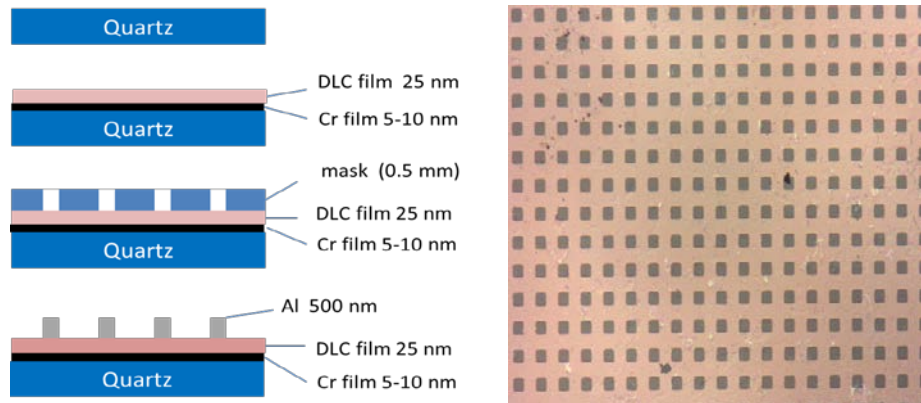 Quartz
DLC film 25 nm
Cr film 5-10 nm
Quartz
mask (0.5 mm)
DLC film 25 nm
Cr film 5-10 nm
Quartz
Al 500 nm
DLC film 25 nm
Cr film 5-10 nm
Quartz